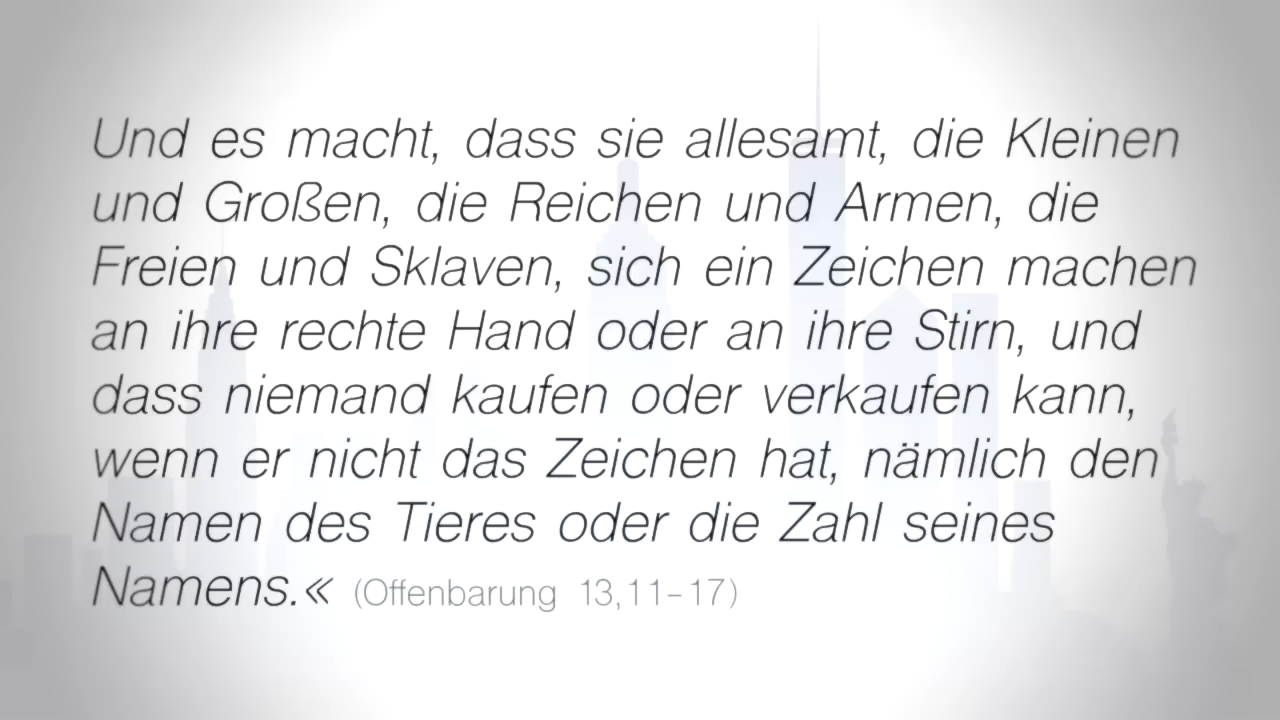 Und es macht, dass sie allesamt, die Kleinen
und Großen, die Reichen und Armen, die
Freien und Sklaven, sich ein Zeichen machen
an ihre rechte Hand oder an ihre Stirn, und
dass niemand kaufen oder verkaufen kann,
wenn er nicht das Zeichen hat, nämlich den
Namen des Tieres oder die Zahl seines
Namens.« (Offenbarung 13,11–17)